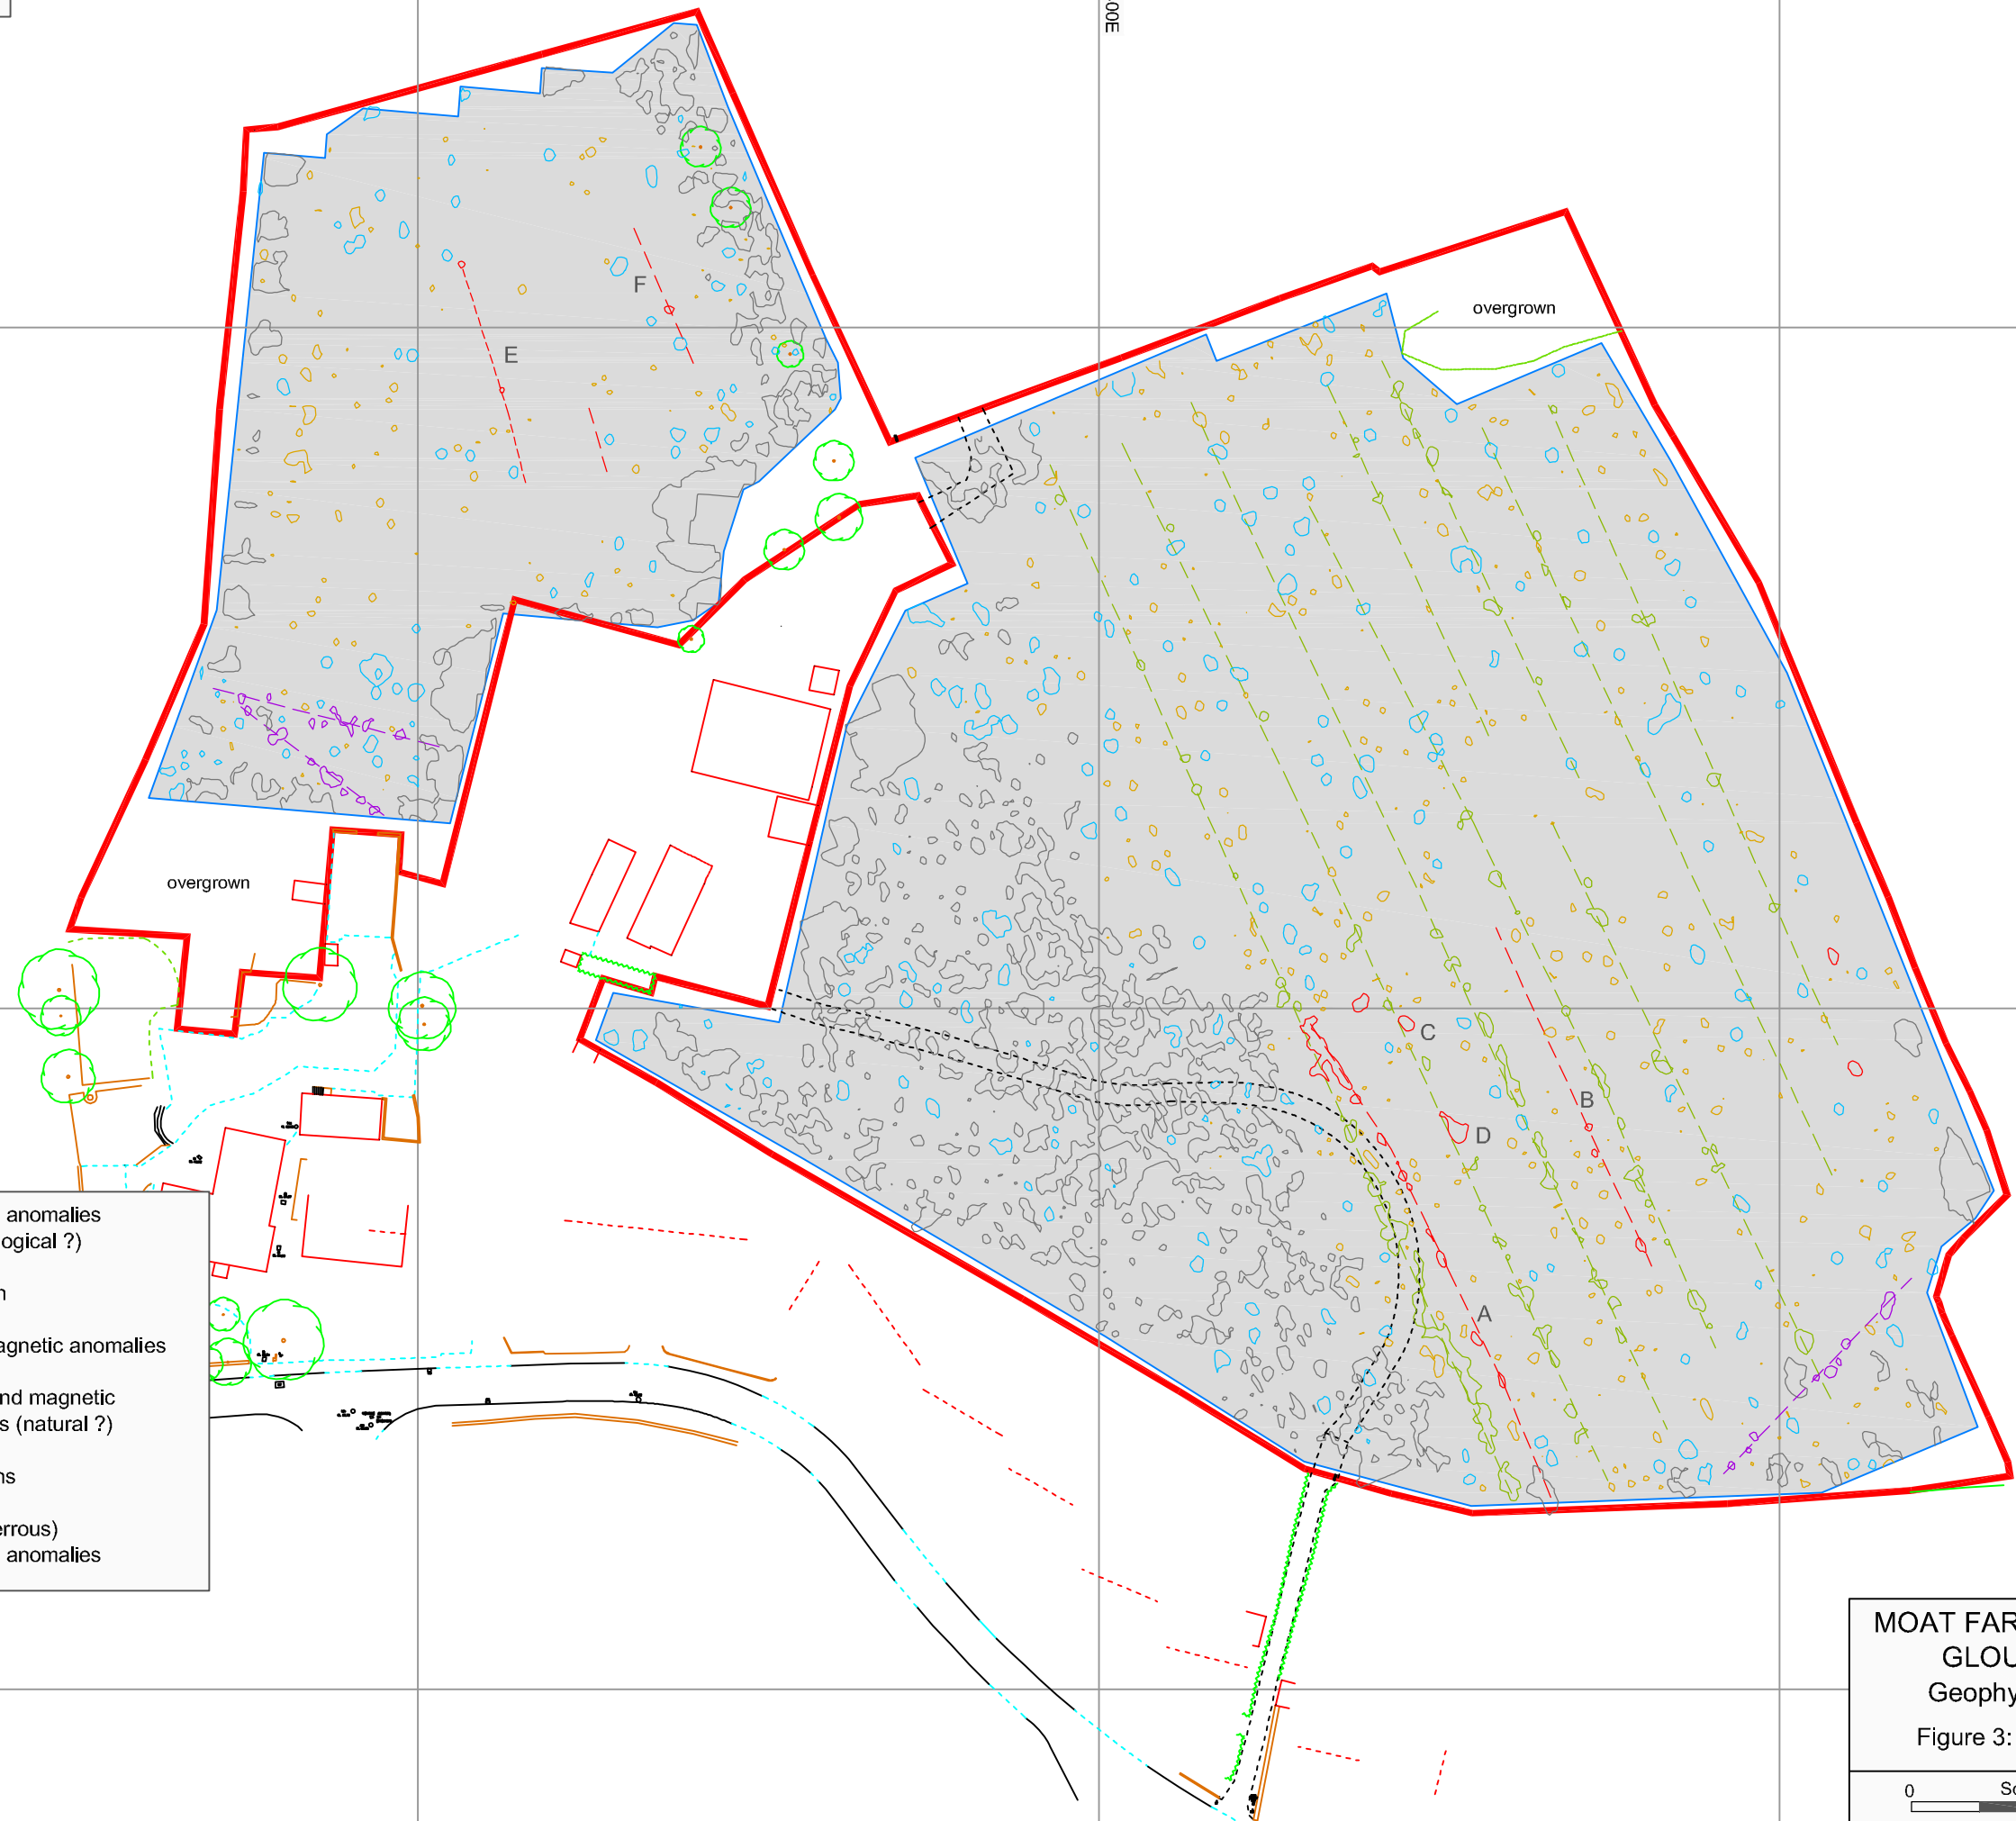 00E
overgrown
F
E
overgrown
C
B
D
A
anomalies
ogical ?)
n
agnetic anomalies
nd magnetic
s (natural ?)
ns
errous)
anomalies
MOAT FAR
GLOU
Geophy
Figure 3:
0